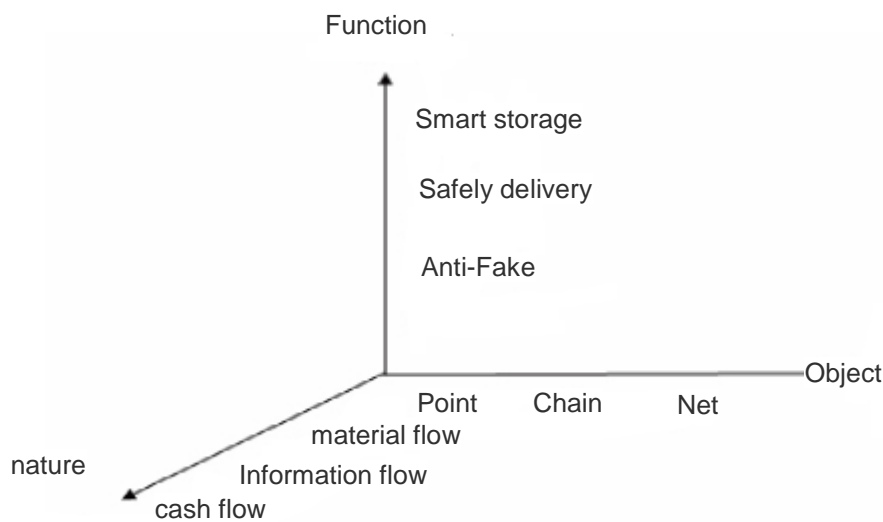 Function
Smart storage
Safely delivery
Anti-Fake
Object
Point Chain Net
material flow
nature
Information flow
cash flow